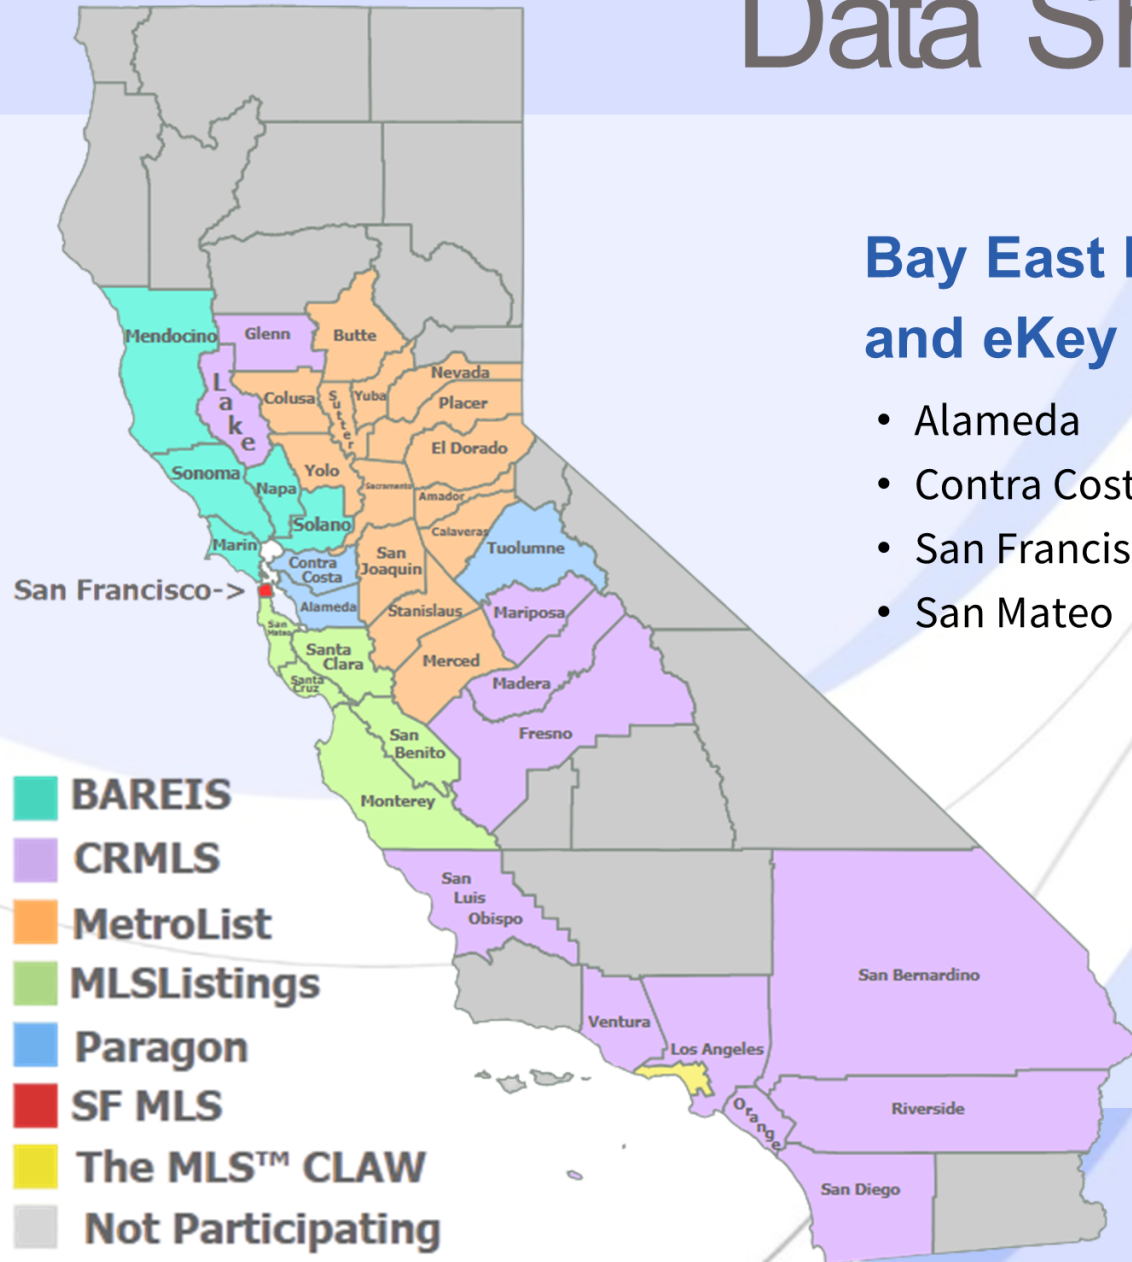 Data Sh
Bay East
and eKey
• Alameda
• Contra Cost
• San Francis
• San Mateo
Mendocino
Glenn
Butte
Lake
Colusa
Sutter
Yuba
Nevada
Placer
El Dorado
Sonoma
Napa
Yolo
Sacramento
Amador
Solano
Calaveras
Marin
Contra
Costa
San
Joaquin
Tuolumne
San Francisco->
Alameda
Stanislaus
Mariposa
San
Mateo
Santa
Clara
Merced
Santa
Cruz
Madera
San
Benito
Fresno
Monterey
San
Luis
Obispo
San Bernardino
Ventura
Los Angeles
Orange
Riverside
San Diego
BAREIS
CRMLS
MetroList
MLSListings
Paragon
SF MLS
The MLS™ CLAW
Not Participating